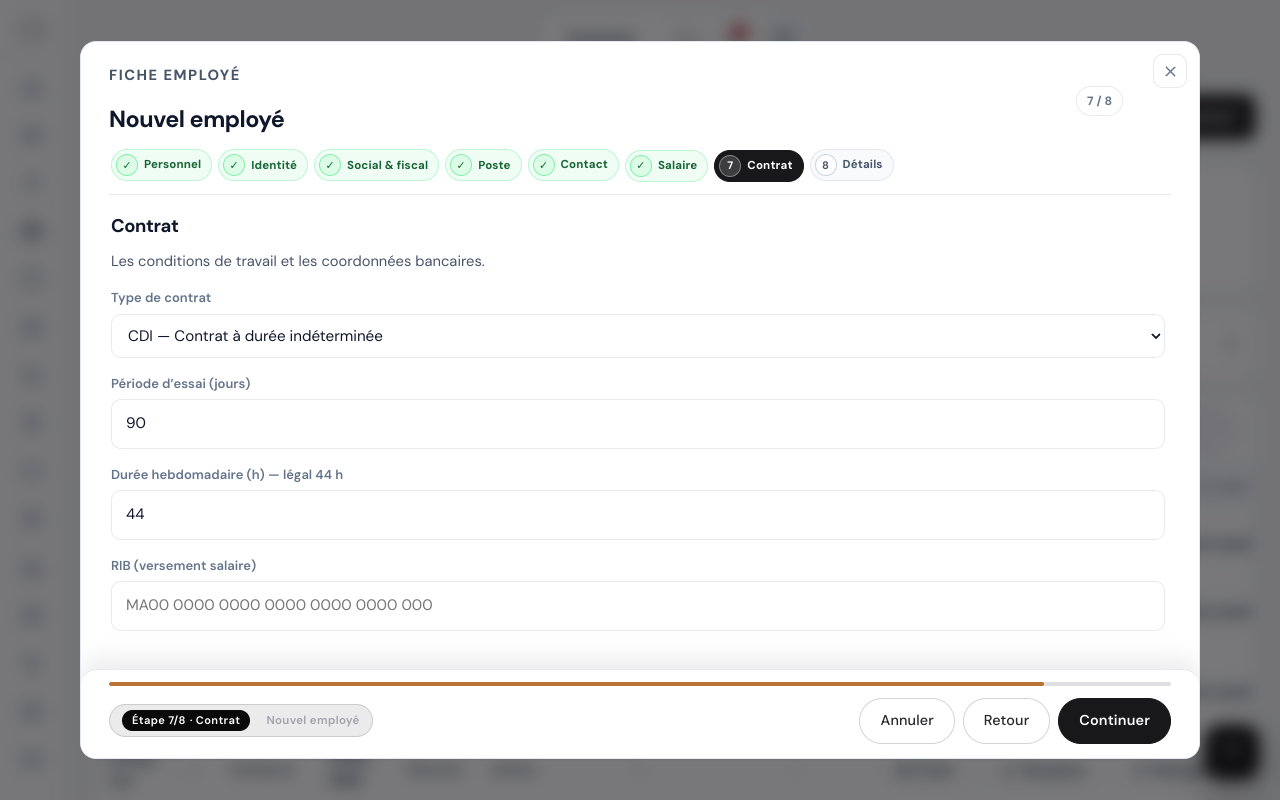 FICHE EMPLOYÉ
7 / 8
Nouvel employé
✓ Personnel ✓ Identité ✓ Social & fiscal ✓ Poste ✓ Contact ✓ Salaire 7 Contrat 8 Détails
Contrat
Les conditions de travail et les coordonnées bancaires.
Type de contrat
CDI — Contrat à durée indéterminée
Période d’essai (jours)
90
Durée hebdomadaire (h) — légal 44 h
44
RIB (versement salaire)
MA00 0000 0000 0000 0000 0000 000
Étape 7/8 · Contrat Nouvel employé
Annuler Retour Continuer